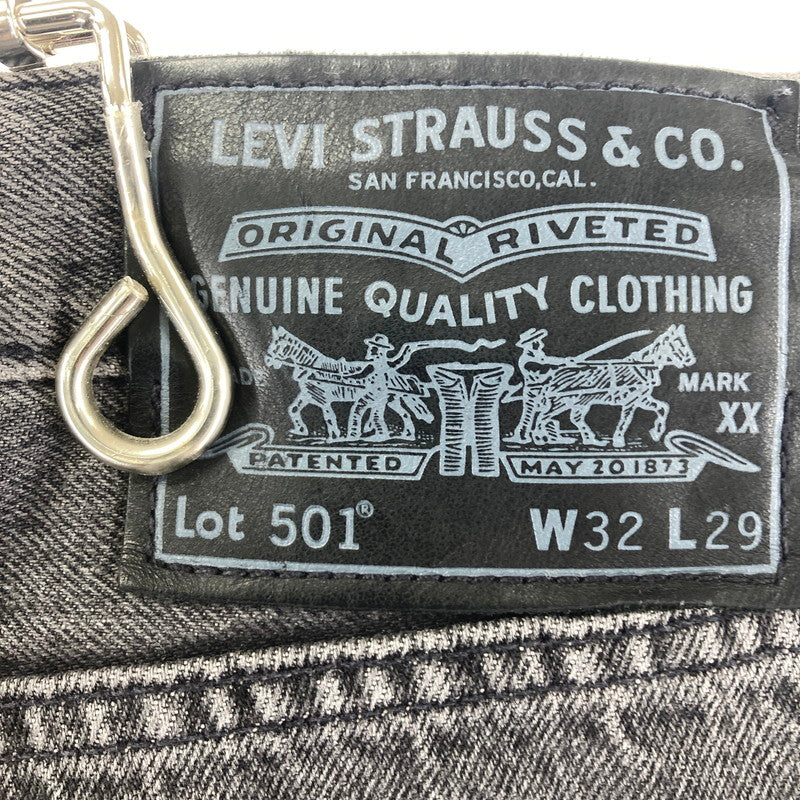 LEVI STRAUSS & CO.
SAN FRANCISCO, CAL.
ORIGINAL RIVETED
GENUINE QUALITY CLOTHING
MARK
XX
PATENTED MAY 20 1873
Lot 501® W32 L29